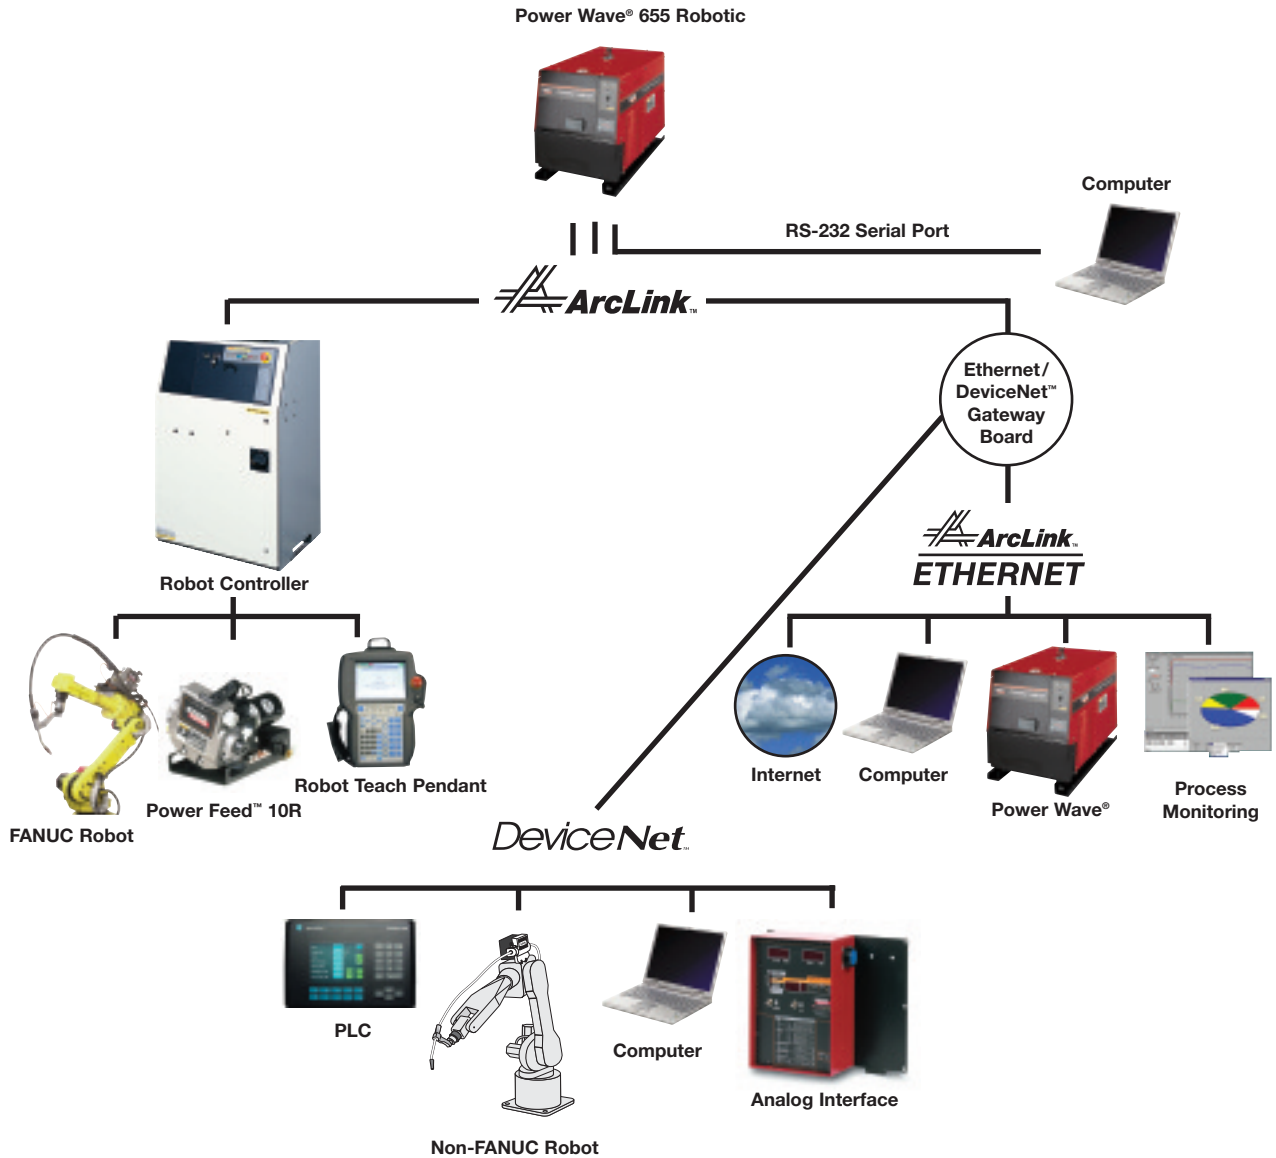 Power Wave® 655 Robotic
Computer
RS-232 Serial Port
ArcLink™
Ethernet/
DeviceNet™
Gateway
Board
ArcLink™
ETHERNET
Robot Controller
Internet
Computer
Power Wave®
Process
Monitoring
Robot Teach Pendant
Power Feed™ 10R
FANUC Robot
DeviceNet™
PLC
Computer
Analog Interface
Non-FANUC Robot